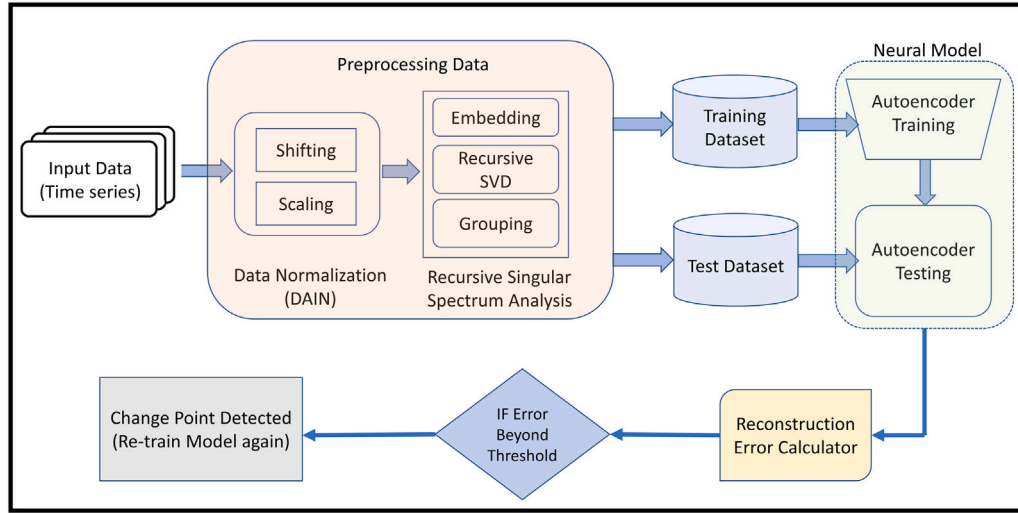 Neural Model
Preprocessing Data
Input Data
(Time series)
Shifting
Scaling
Data Normalization
(DAIN)
Embedding
Recursive
SVD
Grouping
Recursive Singular
Spectrum Analysis
Training
Dataset
Test Dataset
Autoencoder
Training
Autoencoder
Testing
Change Point Detected
(Re-train Model again)
IF Error
Beyond
Threshold
Reconstruction
Error Calculator